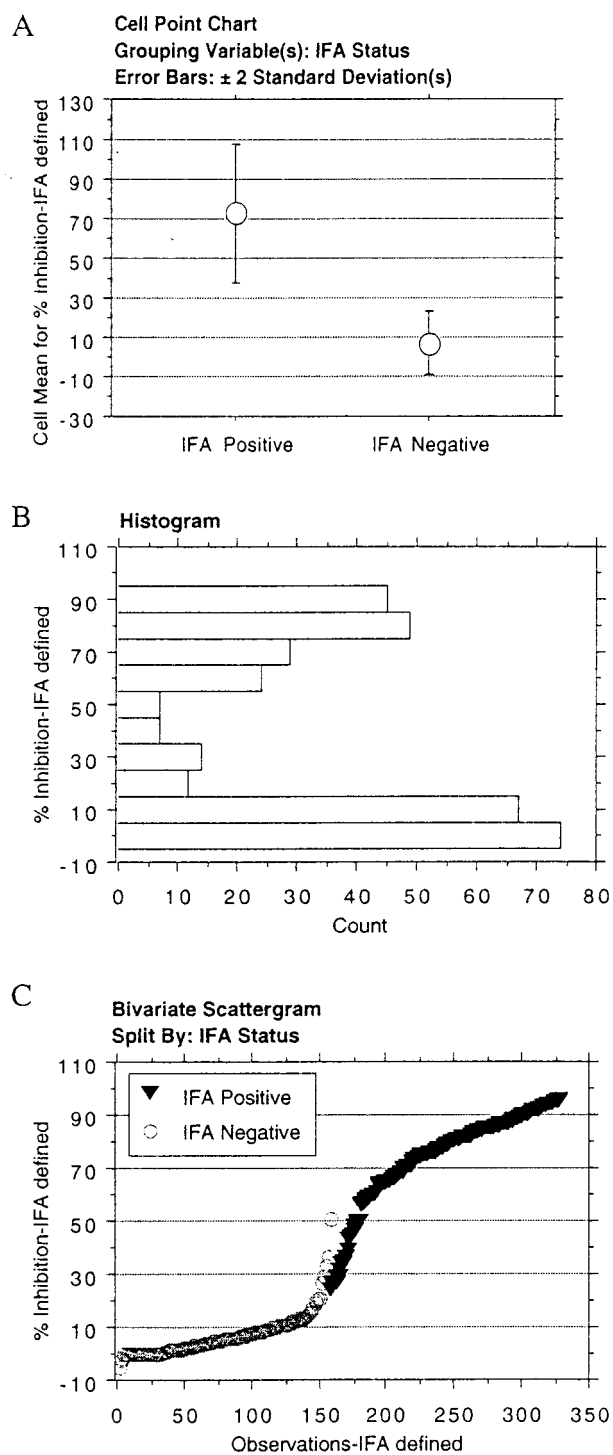 A
Cell Point Chart
Grouping Variable(s): IFA Status
Error Bars: ± 2 Standard Deviation(s)
130
110
90
70
50
30
10
-10
-30
Cell Mean for % Inhibition-IFA defined
IFA Positive
IFA Negative
B
Histogram
110
90
70
50
30
10
-10
% Inhibition-IFA defined
0 10 20 30 40 50 60 70 80
Count
C
Bivariate Scattergram
Split By: IFA Status
110
90
70
50
30
10
-10
% Inhibition-IFA defined
IFA Positive
IFA Negative
0 50 100 150 200 250 300 350
Observations-IFA defined